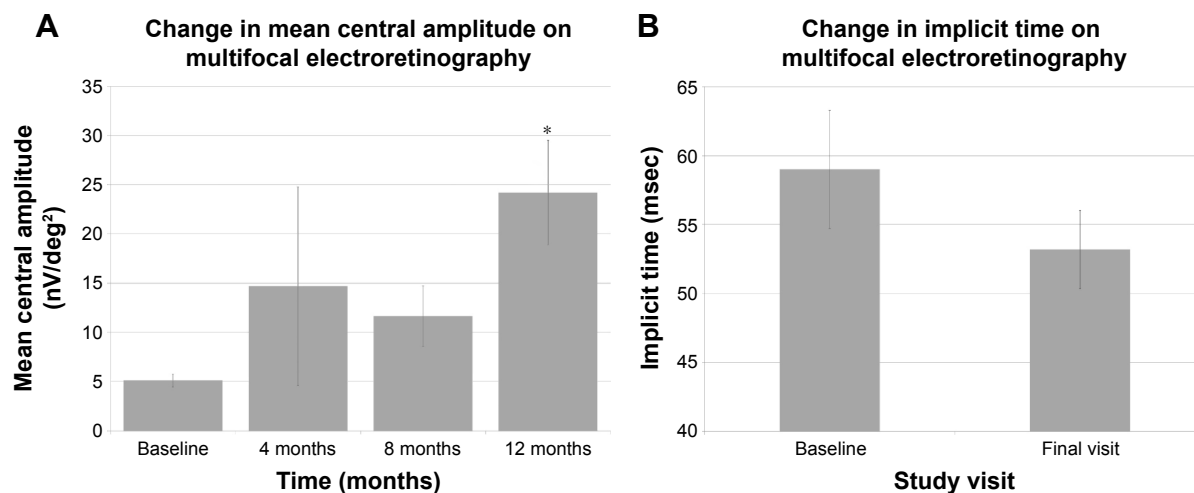 A
Change in mean central amplitude on
multifocal electroretinography
Mean central amplitude
(nV/deg²)
35
30
25
20
15
10
5
0
*
Baseline
4 months
8 months
12 months
Time (months)
B
Change in implicit time on
multifocal electroretinography
Implicit time (msec)
65
60
55
50
45
40
Baseline
Final visit
Study visit